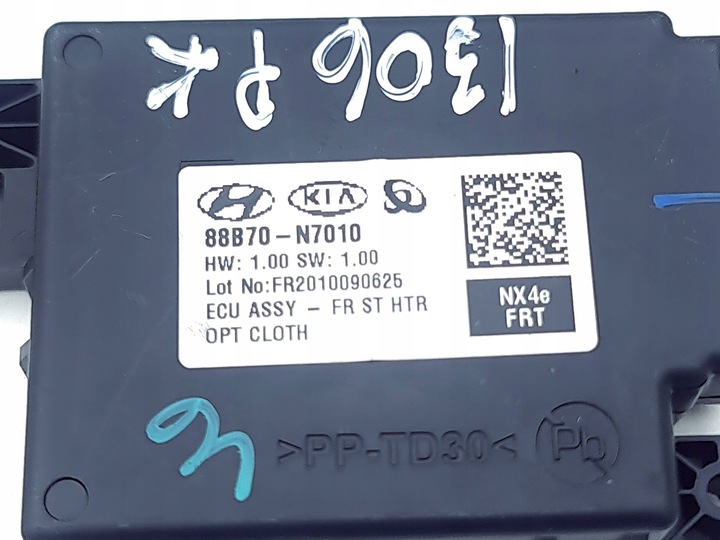 1306 PK
KIA
88B70-N7010
HW: 1.00 SW: 1.00
Lot No:FR2010090625
ECU ASSY - FR ST HTR
OPT CLOTH
NX4e
FRT
>PP-TD30<
Pb